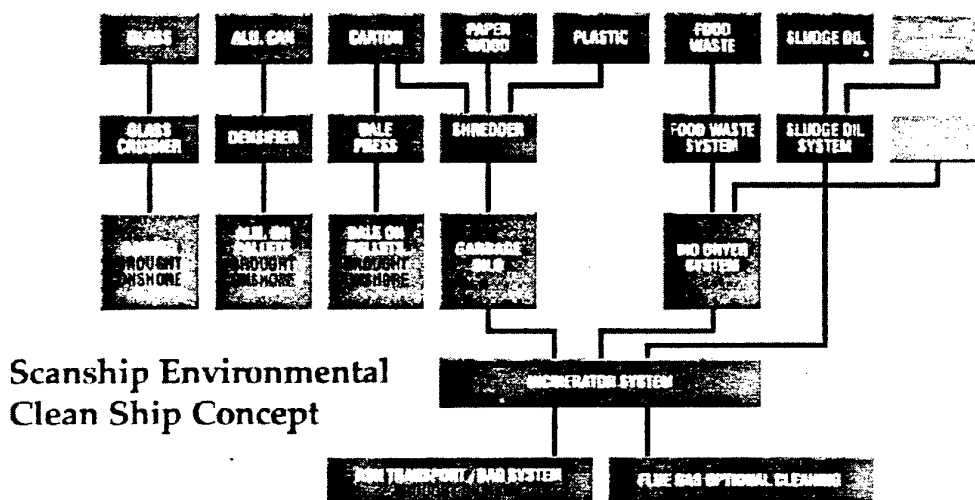 GLASS
ALU. CAN
CARTON
PAPER
WOOD
PLASTIC
FOOD
WASTE
SLUDGE OIL
GLASS
CRUSHER
DENSIFIER
BALE
PRESS
SHREDDER
FOOD WASTE
SYSTEM
SLUDGE OIL
SYSTEM
BROUGHT
ONSHORE
ALU. ON
PALLETS
BROUGHT
ONSHORE
BALE ON
PALLETS
BROUGHT
ONSHORE
GARBAGE
SILO
BIO DRYER
SYSTEM
Scanship Environmental
Clean Ship Concept
INCINERATOR SYSTEM
ASH TRANSPORT / BAG SYSTEM
FLUE GAS OPTIONAL CLEANING